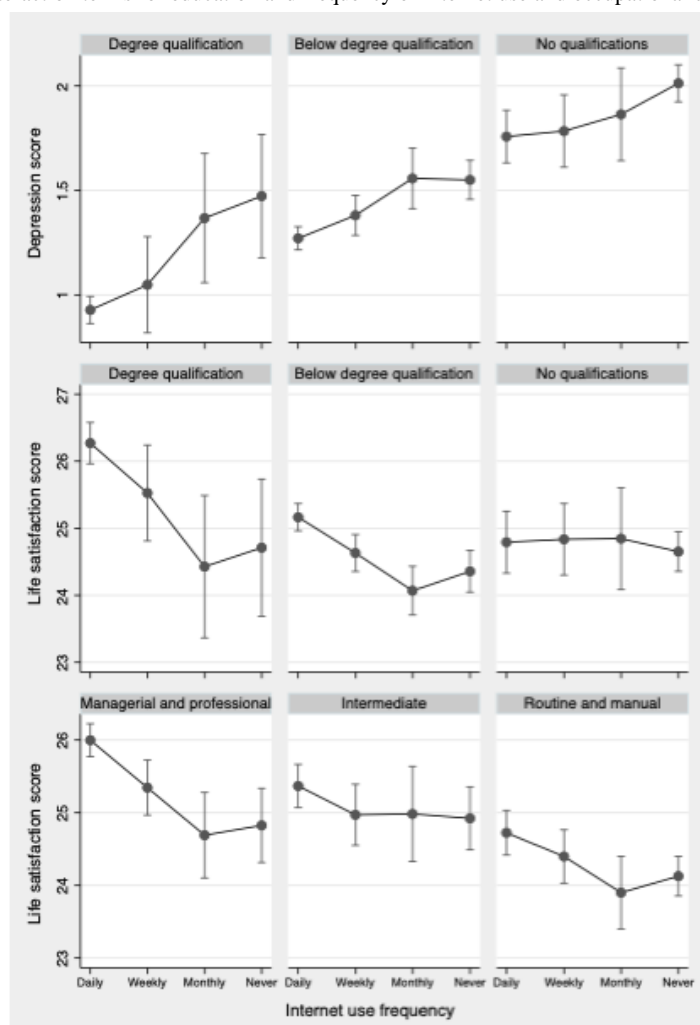 Degree qualification Below degree qualification No qualifications
2
1.5
1
Depression score
Degree qualification Below degree qualification No qualifications
27
26
25
24
23
Life satisfaction score
Managerial and professional Intermediate Routine and manual
26
25
24
23
Life satisfaction score
Daily Weekly Monthly Never Daily Weekly Monthly Never Daily Weekly Monthly Never
Internet use frequency